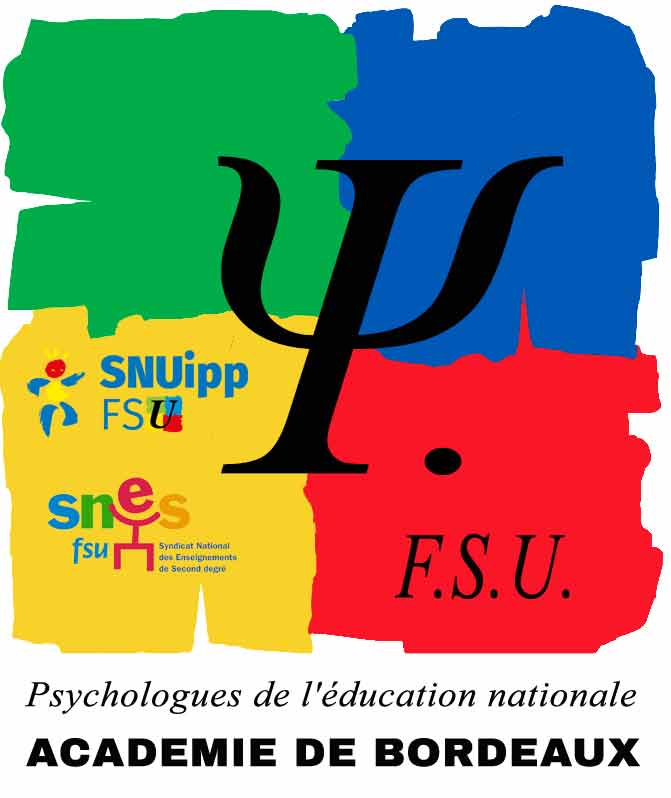 Ψ.
SNUipp
FSU
snes
fsu
Syndicat National
des Enseignements
de Second degré
F.S.U.
Psychologues de l'éducation nationale
ACADEMIE DE BORDEAUX